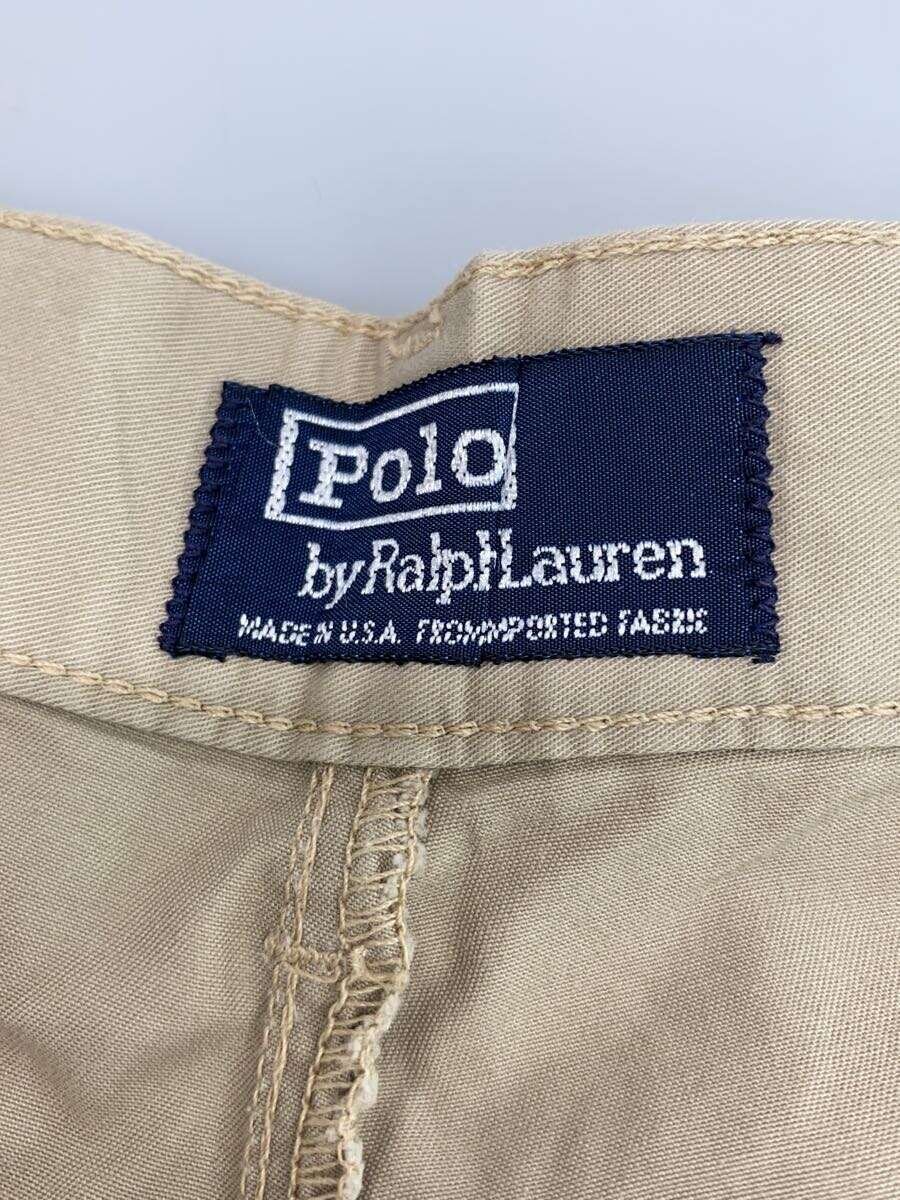 Polo
by Ralph Lauren
MADE IN U.S.A. FROM IMPORTED FABRIC